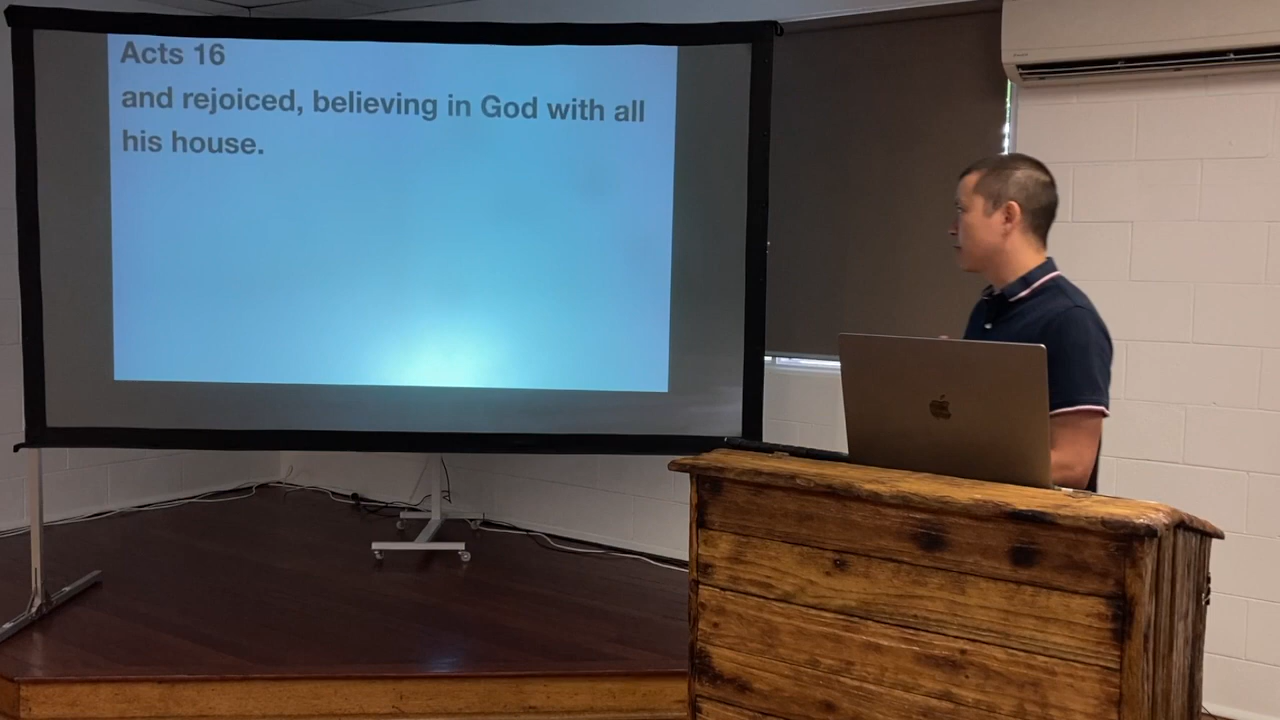 Acts 16
and rejoiced, believing in God with all
his house.